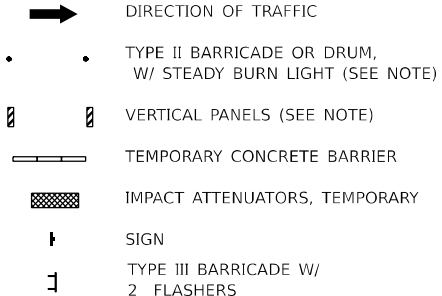 DIRECTION OF TRAFFIC
TYPE II BARRICADE OR DRUM,
W/ STEADY BURN LIGHT (SEE NOTE)
VERTICAL PANELS (SEE NOTE)
TEMPORARY CONCRETE BARRIER
IMPACT ATTENUATORS, TEMPORARY
SIGN
TYPE III BARRICADE W/
2 FLASHERS